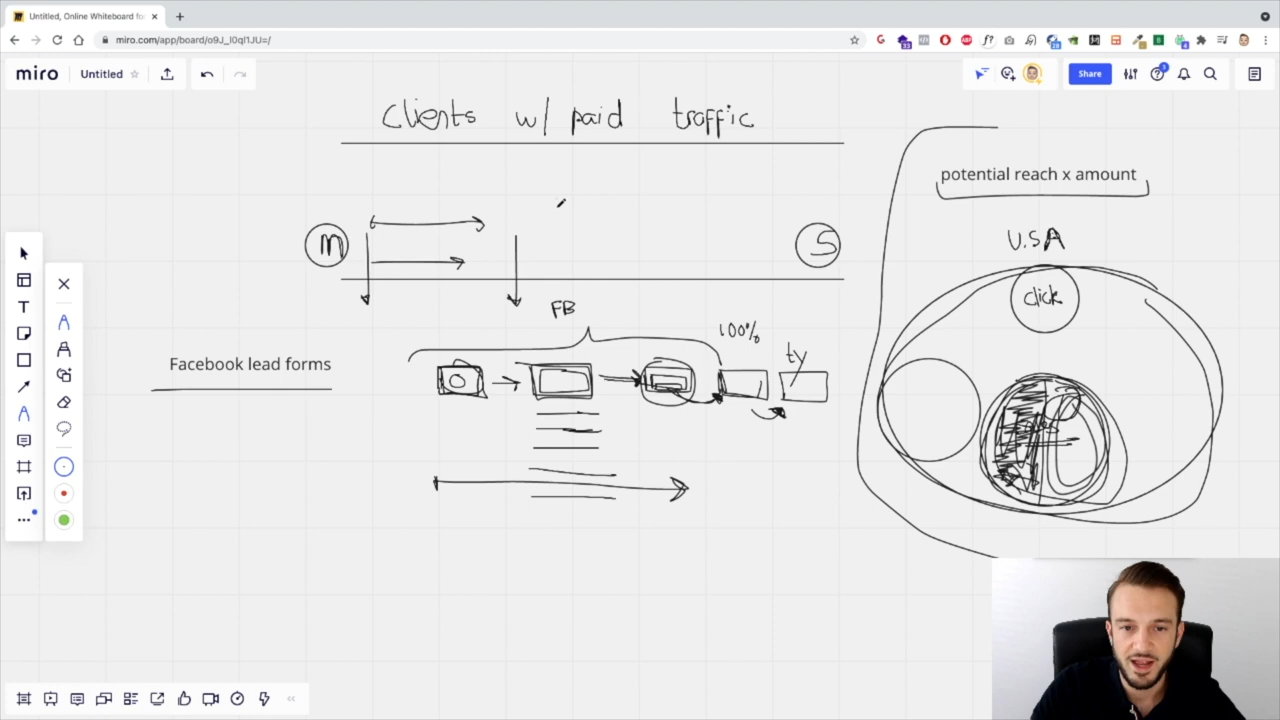 Untitled, Online Whiteboard fo
miro.com/app/board/o9J_l0ql1JU=/
miro
Untitled
Share
clients w/ paid traffic
potential reach x amount
U.S.A
m
S
click
FB
100%
ty
Facebook lead forms